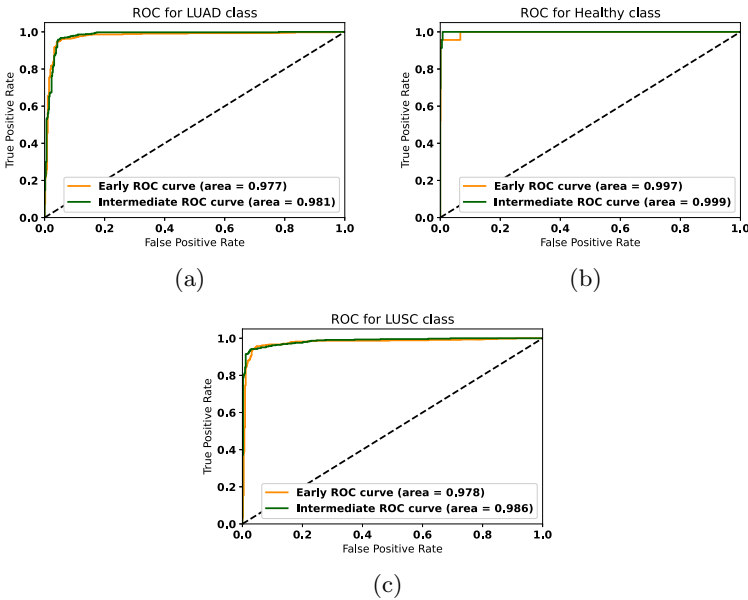 ROC for LUAD class
True Positive Rate
1.0
0.8
0.6
0.4
0.2
0.0
Early ROC curve (area = 0.977)
Intermediate ROC curve (area = 0.981)
0.0 0.2 0.4 0.6 0.8 1.0
False Positive Rate
(a)
ROC for Healthy class
True Positive Rate
1.0
0.8
0.6
0.4
0.2
0.0
Early ROC curve (area = 0.997)
Intermediate ROC curve (area = 0.999)
0.0 0.2 0.4 0.6 0.8 1.0
False Positive Rate
(b)
ROC for LUSC class
True Positive Rate
1.0
0.8
0.6
0.4
0.2
0.0
Early ROC curve (area = 0.978)
Intermediate ROC curve (area = 0.986)
0.0 0.2 0.4 0.6 0.8 1.0
False Positive Rate
(c)